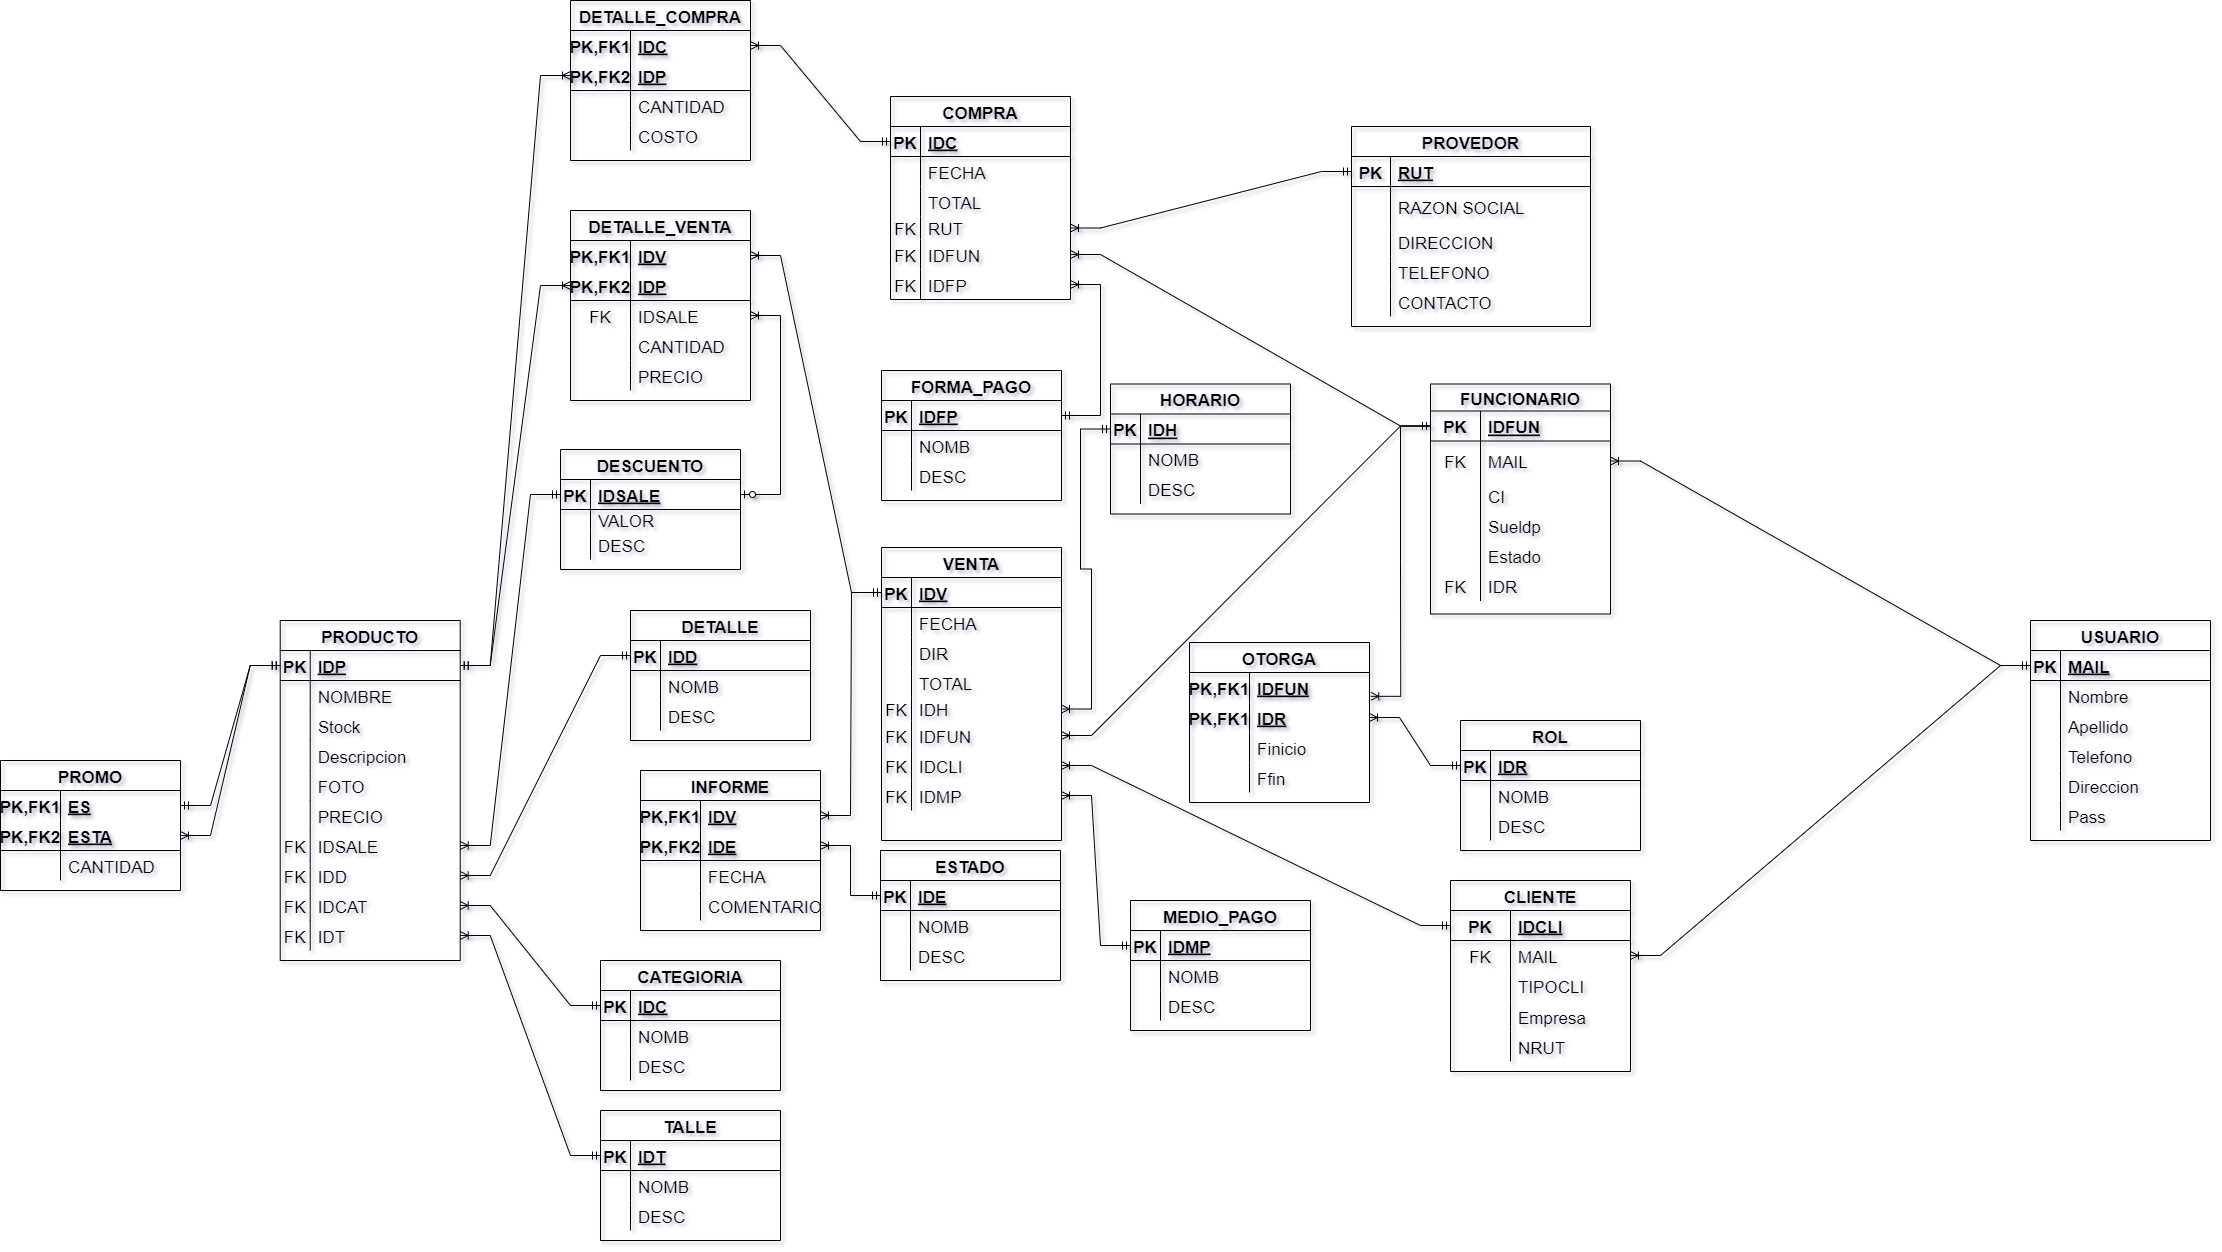 DETALLE_COMPRA
PK,FK1 IDC
PK,FK2 IDP
CANTIDAD
COSTO
COMPRA
PK IDC
FECHA
TOTAL
FK RUT
FK IDFUN
FK IDFP
PROVEDOR
PK RUT
RAZON SOCIAL
DIRECCION
TELEFONO
CONTACTO
DETALLE_VENTA
PK,FK1 IDV
PK,FK2 IDP
FK IDSALE
CANTIDAD
PRECIO
FORMA_PAGO
PK IDFP
NOMB
DESC
HORARIO
PK IDH
NOMB
DESC
FUNCIONARIO
PK IDFUN
FK MAIL
CI
Sueldp
Estado
FK IDR
DESCUENTO
PK IDSALE
VALOR
DESC
VENTA
PK IDV
FECHA
DIR
TOTAL
FK IDH
FK IDFUN
FK IDCLI
FK IDMP
PRODUCTO
PK IDP
NOMBRE
Stock
Descripcion
FOTO
PRECIO
FK IDSALE
FK IDD
FK IDCAT
FK IDT
DETALLE
PK IDD
NOMB
DESC
OTORGA
PK,FK1 IDFUN
PK,FK1 IDR
Finicio
Ffin
ROL
PK IDR
NOMB
DESC
USUARIO
PK MAIL
Nombre
Apellido
Telefono
Direccion
Pass
PROMO
PK,FK1 ES
PK,FK2 ESTA
CANTIDAD
INFORME
PK,FK1 IDV
PK,FK2 IDE
FECHA
COMENTARIO
ESTADO
PK IDE
NOMB
DESC
MEDIO_PAGO
PK IDMP
NOMB
DESC
CLIENTE
PK IDCLI
FK MAIL
TIPOCLI
Empresa
NRUT
CATEGIORIA
PK IDC
NOMB
DESC
TALLE
PK IDT
NOMB
DESC